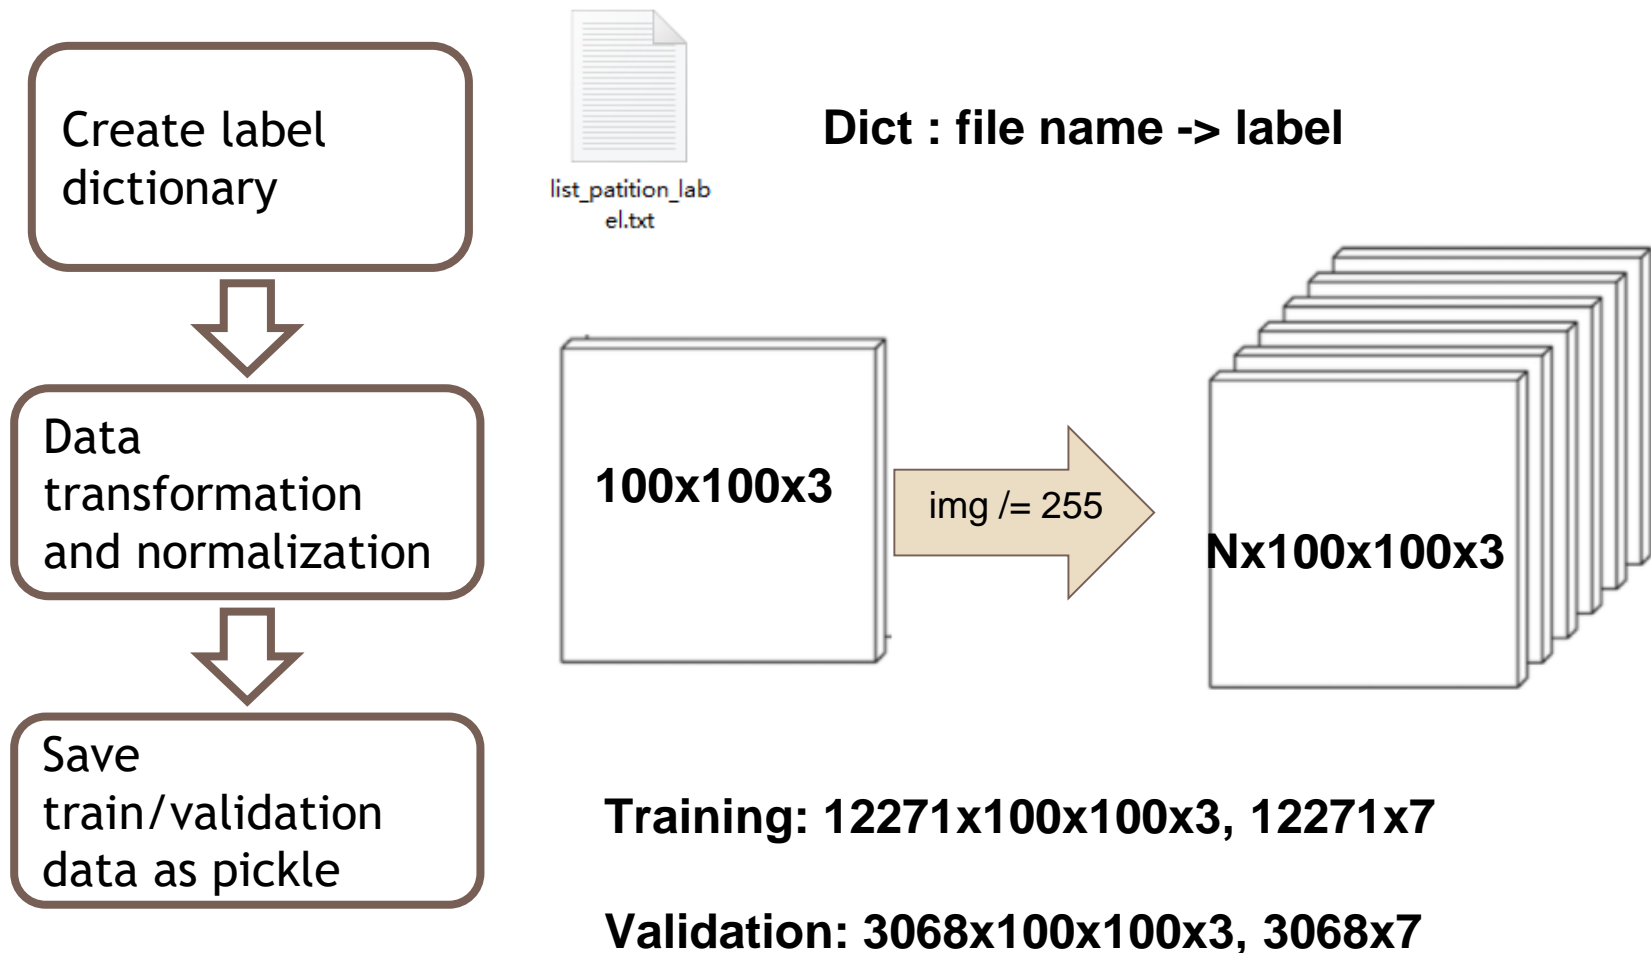 Create label
dictionary
list_patition_lab
el.txt
Dict : file name -> label
Data
transformation
and normalization
100x100x3
img /= 255
Nx100x100x3
Save
train/validation
data as pickle
Training: 12271x100x100x3, 12271x7
Validation: 3068x100x100x3, 3068x7